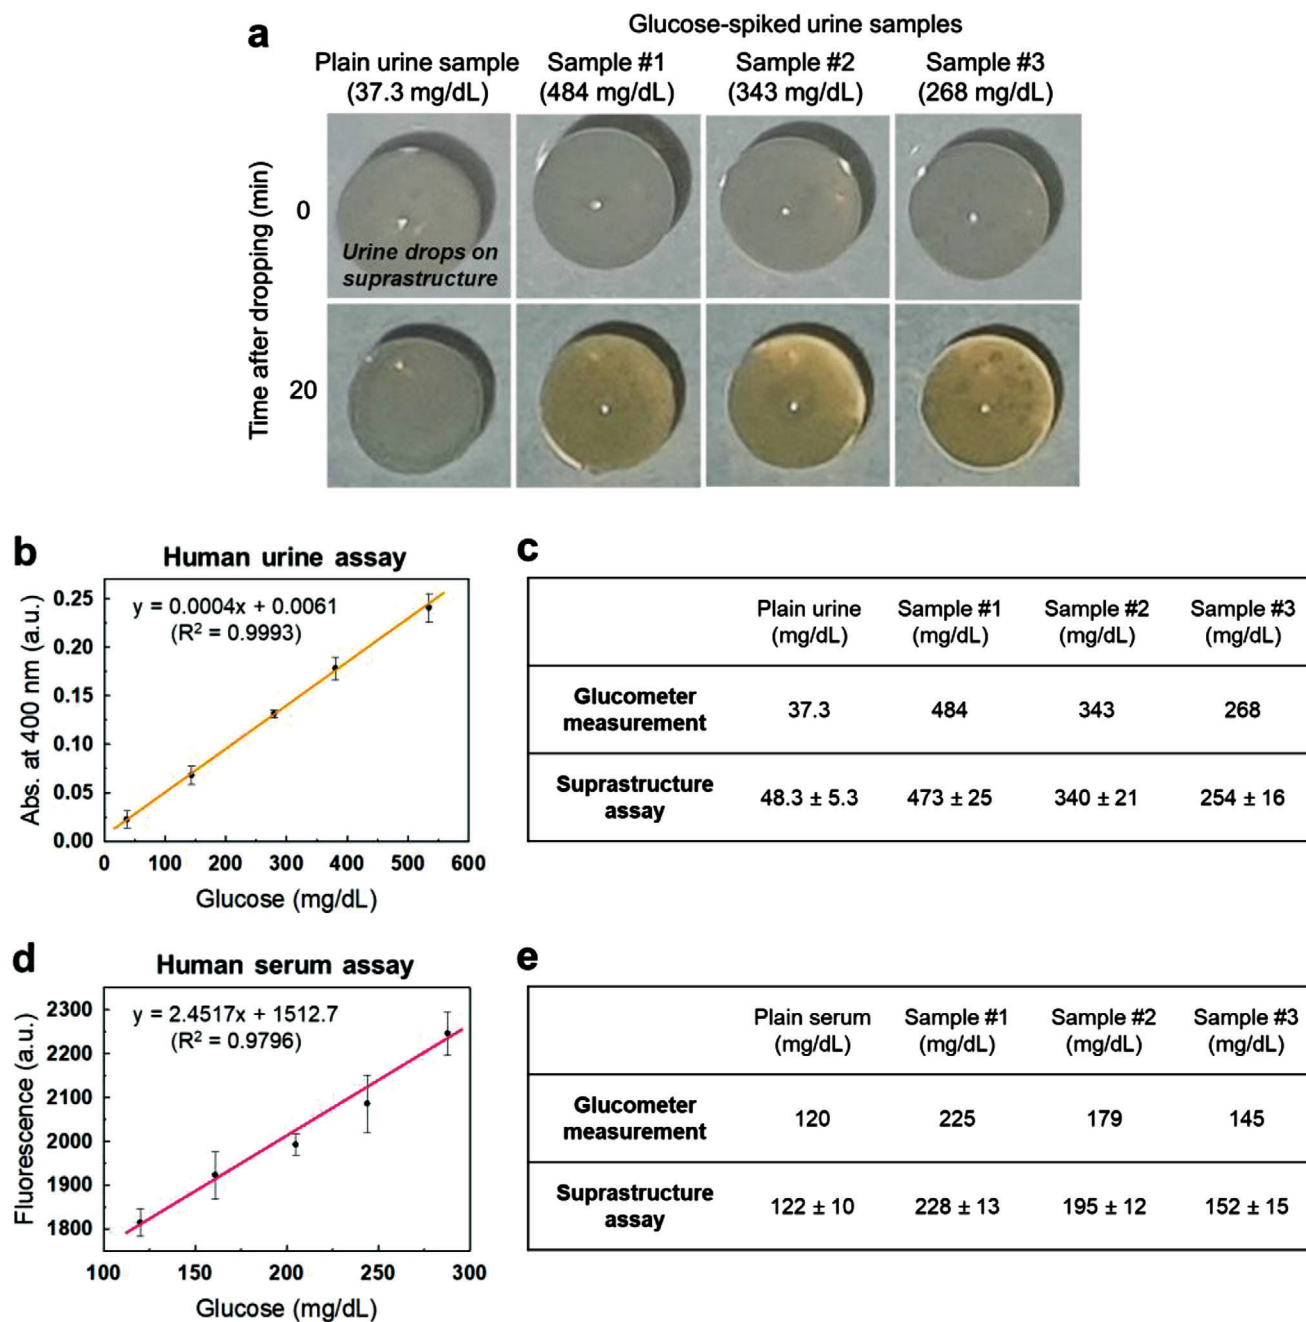 a
Glucose-spiked urine samples
Plain urine sample
(37.3 mg/dL)
Sample #1
(484 mg/dL)
Sample #2
(343 mg/dL)
Sample #3
(268 mg/dL)
Time after dropping (min)
0
Urine drops on
suprastructure
20
b
Human urine assay
y = 0.0004x + 0.0061
(R² = 0.9993)
Abs. at 400 nm (a.u.)
0.25
0.20
0.15
0.10
0.05
0.00
0 100 200 300 400 500 600
Glucose (mg/dL)
c
Plain urine
(mg/dL)
Sample #1
(mg/dL)
Sample #2
(mg/dL)
Sample #3
(mg/dL)
Glucometer
measurement
37.3 484 343 268
Suprastructure
assay
48.3 ± 5.3 473 ± 25 340 ± 21 254 ± 16
d
Human serum assay
y = 2.4517x + 1512.7
(R² = 0.9796)
Fluorescence (a.u.)
2300
2200
2100
2000
1900
1800
100 150 200 250 300
Glucose (mg/dL)
e
Plain serum
(mg/dL)
Sample #1
(mg/dL)
Sample #2
(mg/dL)
Sample #3
(mg/dL)
Glucometer
measurement
120 225 179 145
Suprastructure
assay
122 ± 10 228 ± 13 195 ± 12 152 ± 15